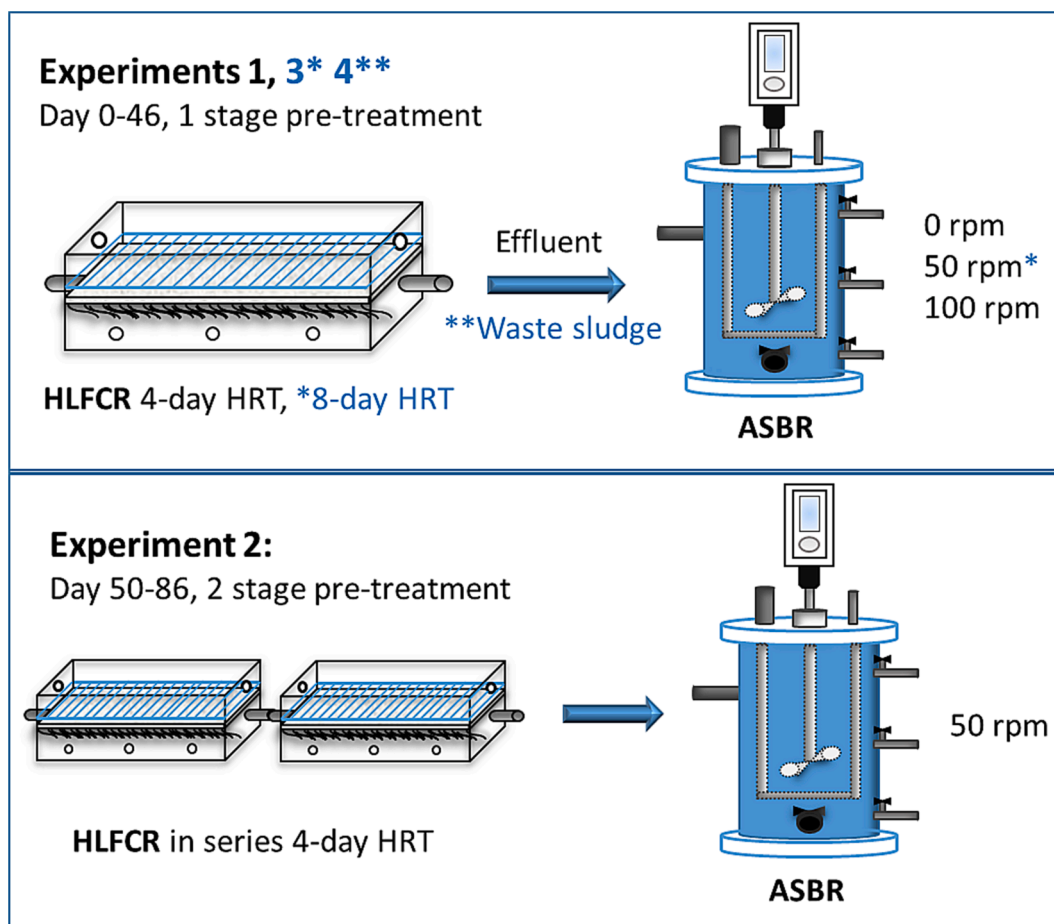 Experiments 1, 3* 4**
Day 0-46, 1 stage pre-treatment
Effluent
**Waste sludge
0 rpm
50 rpm*
100 rpm
HLFCR 4-day HRT, *8-day HRT
ASBR
Experiment 2:
Day 50-86, 2 stage pre-treatment
50 rpm
HLFCR in series 4-day HRT
ASBR